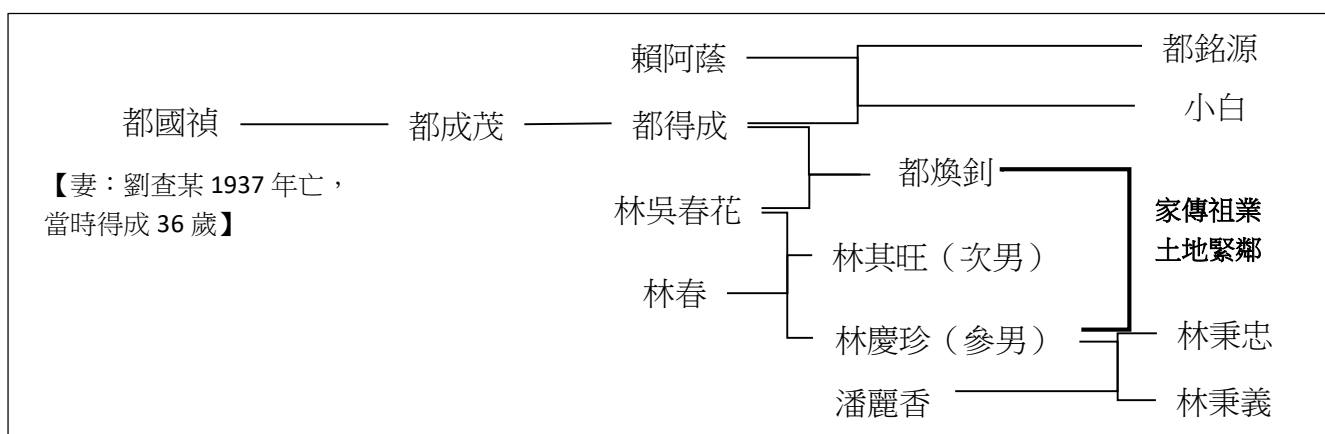 賴阿蔭
都銘源
都國禎
都成茂
都得成
小白
【妻：劉查某 1937 年亡，
當時得成 36 歲】
都煥釗
林吳春花
家傳祖業
土地緊鄰
林其旺（次男）
林春
林慶珍（參男）
林秉忠
潘麗香
林秉義